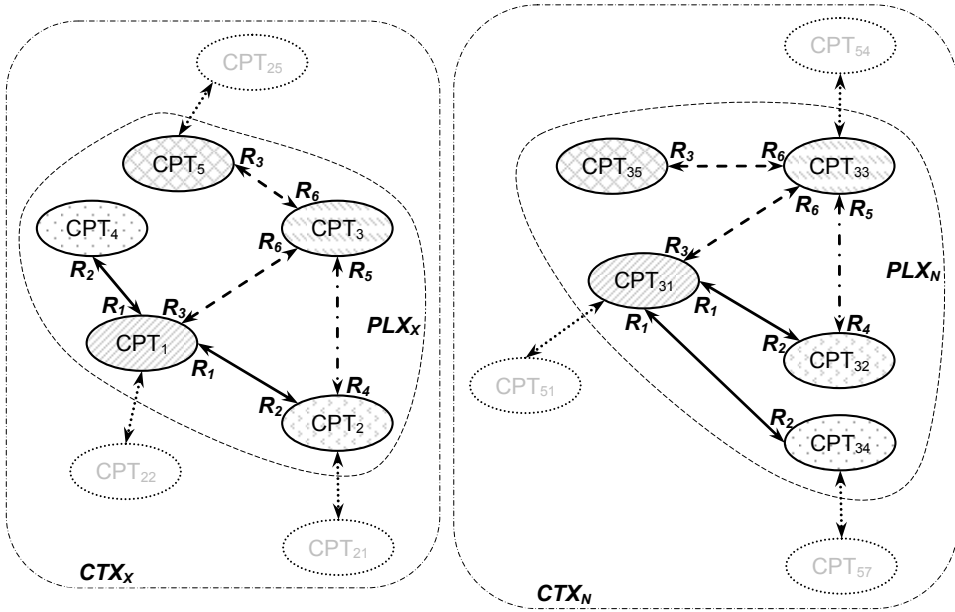 CPT25
CPT5
R3
R6
CPT4
CPT3
R2
R6
R5
R1
R3
PLXX
CPT1
R1
R4
R2
CPT2
CPT22
CPT21
CTXX
CPT54
R3
R6
CPT35
CPT33
R6
R5
R3
PLXN
CPT31
R1
R1
R4
R2
CPT32
CPT51
R2
CPT34
CPT57
CTXN